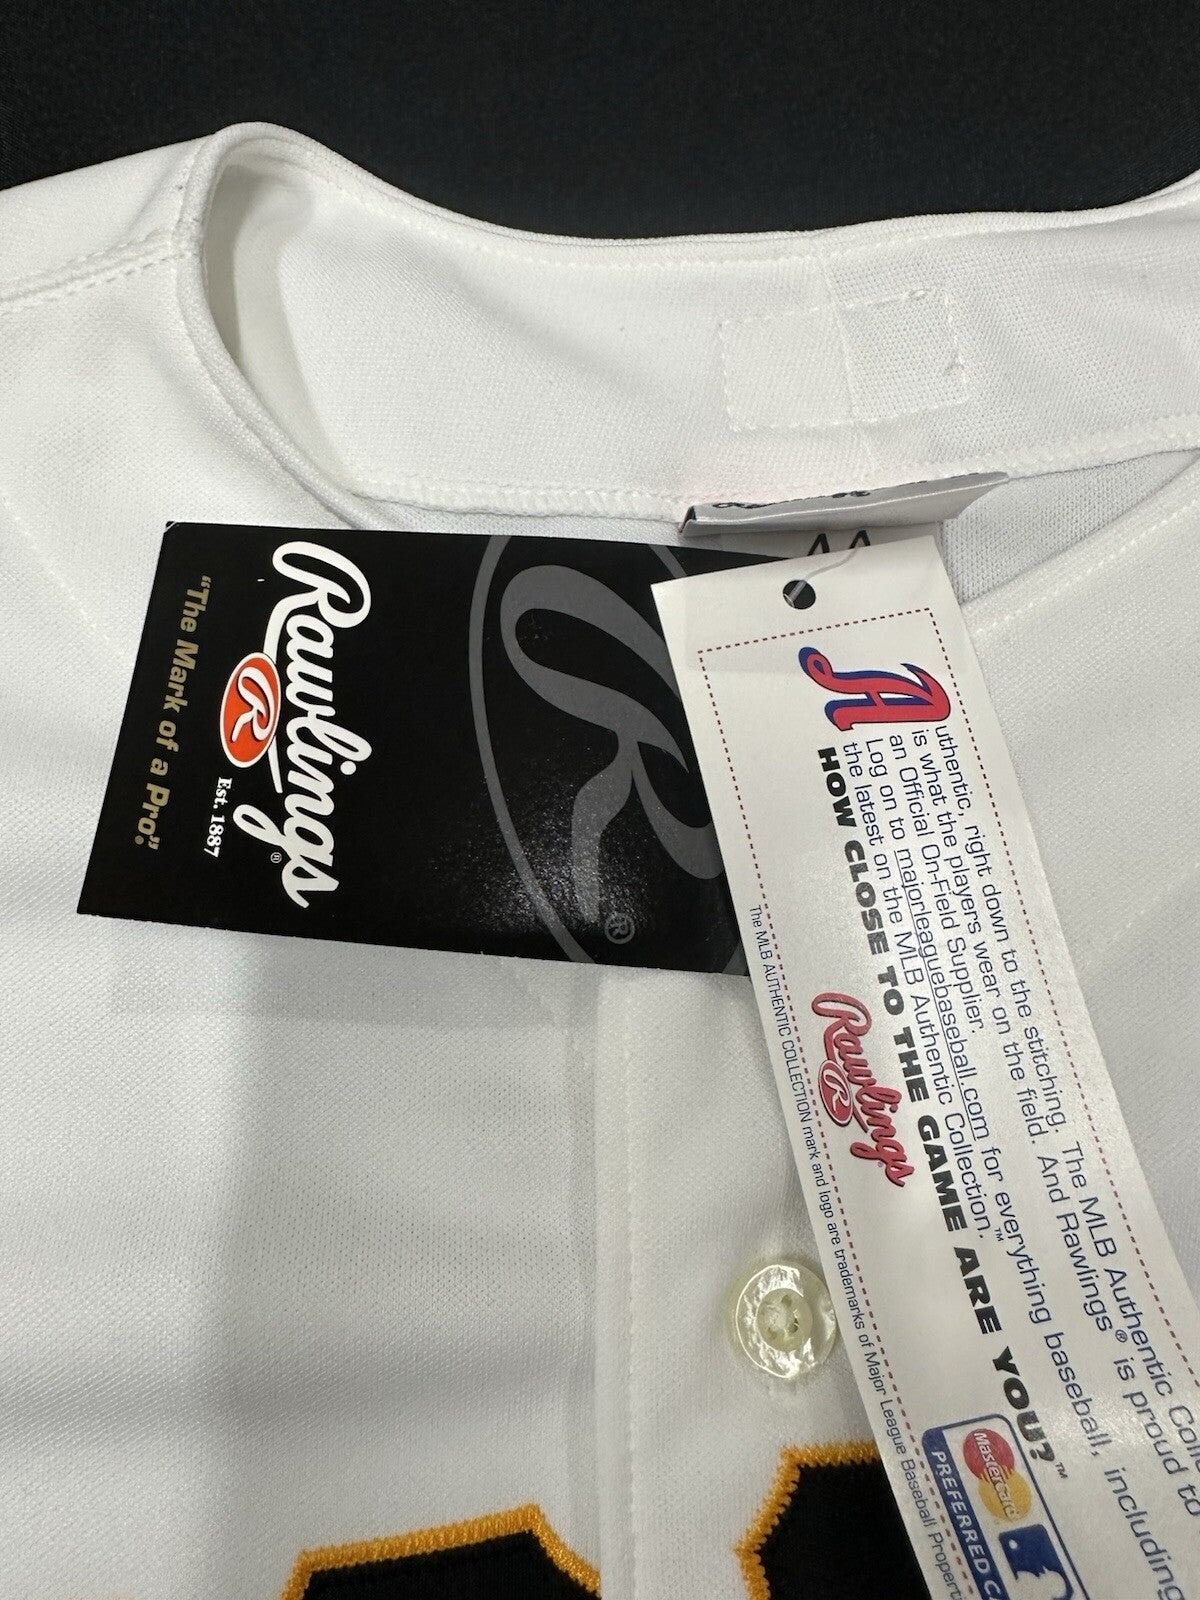 Rawlings®
R
Est. 1887
"The Mark of a Pro."
R®
44
Authentic, right down to the stitching. The MLB Authentic
is what the players wear on the field. And Rawlings® is proud to
an Official On-Field Supplier.
Log on to majorleaguebaseball.com for everything baseball, including
the latest on the MLB Authentic Collection.™
HOW CLOSE TO THE GAME ARE YOU?™
Rawlings
R
MasterCard
PREFERRED
The MLB AUTHENTIC COLLECTION mark and logo are trademarks of Major League Baseball